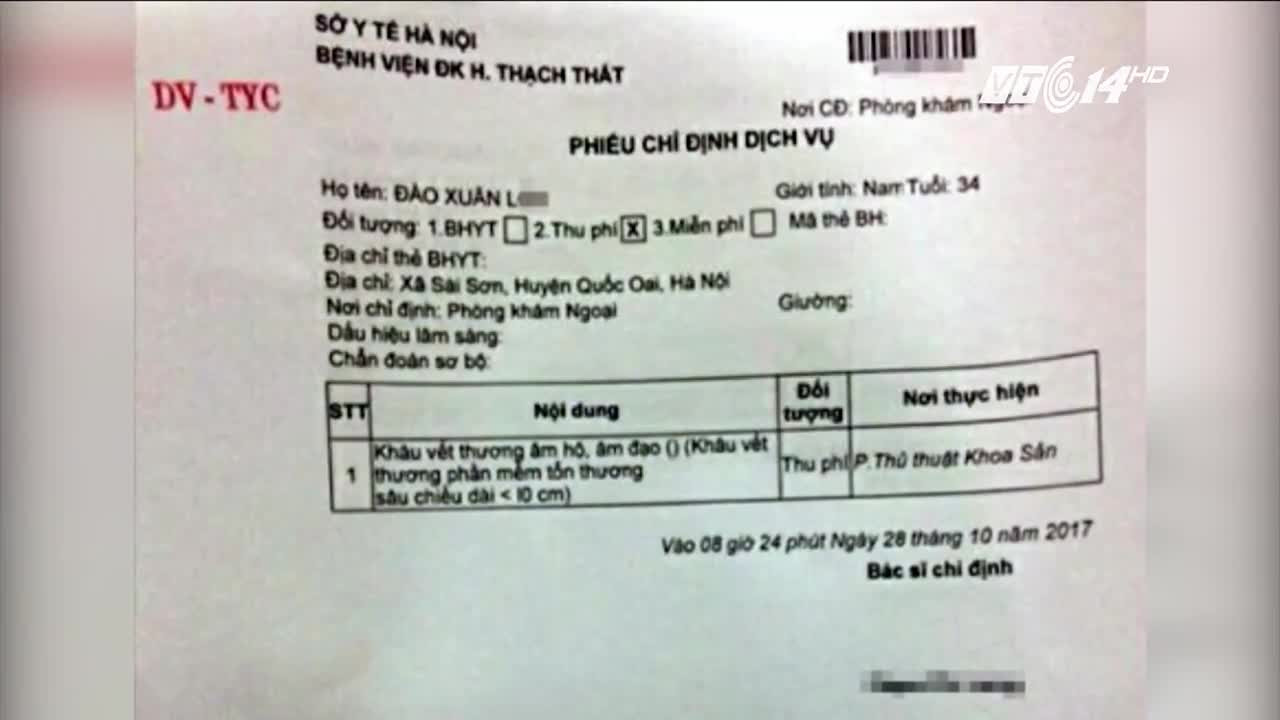 SỞ Y TẾ HÀ NỘI
BỆNH VIỆN ĐK H. THẠCH THẤT
VTC14 HD
DV - TYC
Nơi CĐ: Phòng khám
PHIẾU CHỈ ĐỊNH DỊCH VỤ
Họ tên: ĐÀO XUÂN L
Giới tính: Nam Tuổi: 34
Đối tượng: 1.BHYT 2.Thu phí X 3.Miễn phí Mã thẻ BH:
Địa chỉ thẻ BHYT:
Địa chỉ: Xã Sài Sơn, Huyện Quốc Oai, Hà Nội
Nơi chỉ định: Phòng khám Ngoại
Giường:
Dấu hiệu lâm sàng:
Chẩn đoán sơ bộ:
STT Nội dung Đối tượng Nơi thực hiện
1 Khâu vết thương âm hộ, âm đạo () (Khâu vết
thương phần mềm tổn thương
sâu chiều dài < 10 cm)
Thu phí P.Thủ thuật Khoa Sản
Vào 08 giờ 24 phút Ngày 28 tháng 10 năm 2017
Bác sĩ chỉ định